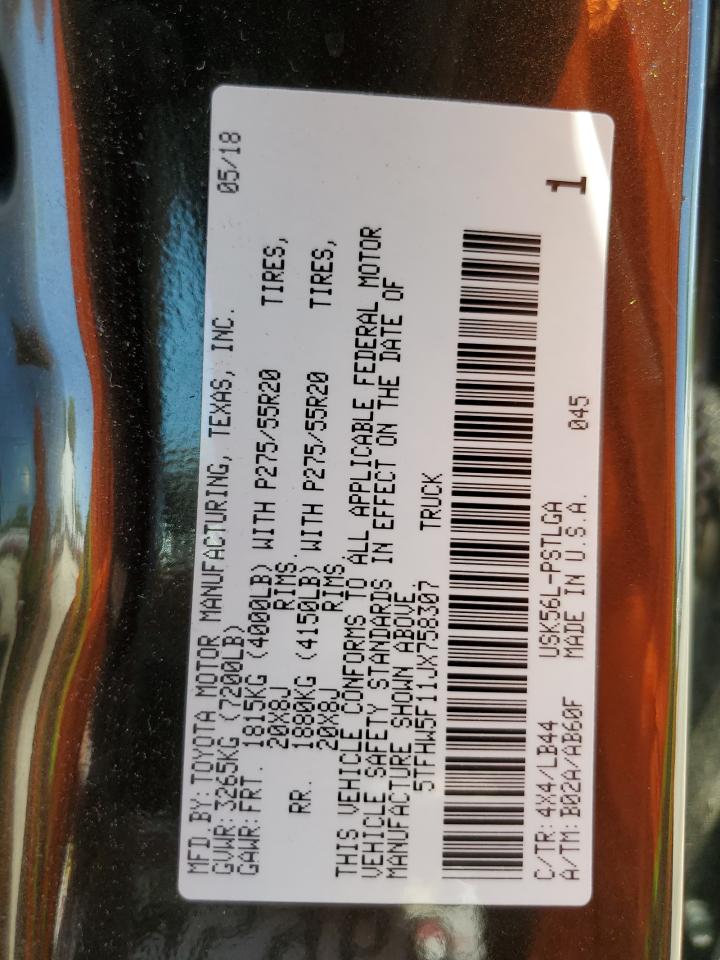 MFD.BY:TOYOTA MOTOR MANUFACTURING, TEXAS, INC.
GVWR:3265KG (7200LB) 05/18
GAWR:FRT. 1815KG (4000LB) WITH P275/55R20 TIRES,
20X8J RIMS.
RR. 1880KG (4150LB) WITH P275/55R20 TIRES,
20X8J RIMS.
THIS VEHICLE CONFORMS TO ALL APPLICABLE FEDERAL MOTOR
VEHICLE SAFETY STANDARDS IN EFFECT ON THE DATE OF
MANUFACTURE SHOWN ABOVE.
5TFHW5F11JX758307 TRUCK
C/TR:4X4/LB44 USK56L-PSTLGA 1
A/TM:B02A/AB60F MADE IN U.S.A. 045